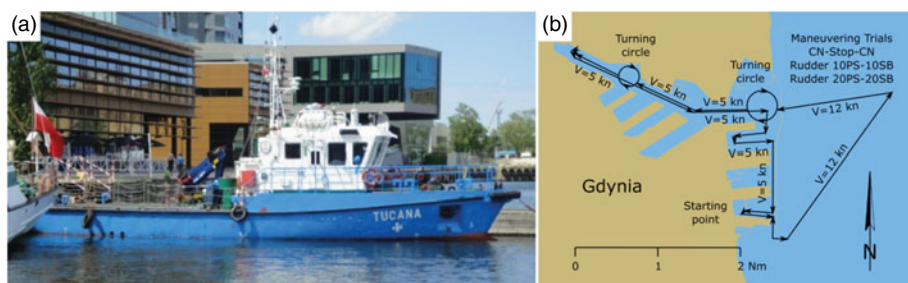 (a)
TUCANA
(b)
Turning
circle
Turning
circle
Maneuvering Trials
CN-Stop-CN
Rudder 10PS-10SB
Rudder 20PS-20SB
V=5 kn
V=5 kn
V=5 kn
V=5 kn
V=12 kn
V=5 kn
V=5 kn
V=12 kn
Gdynia
Starting
point
0 1 2 Nm
N